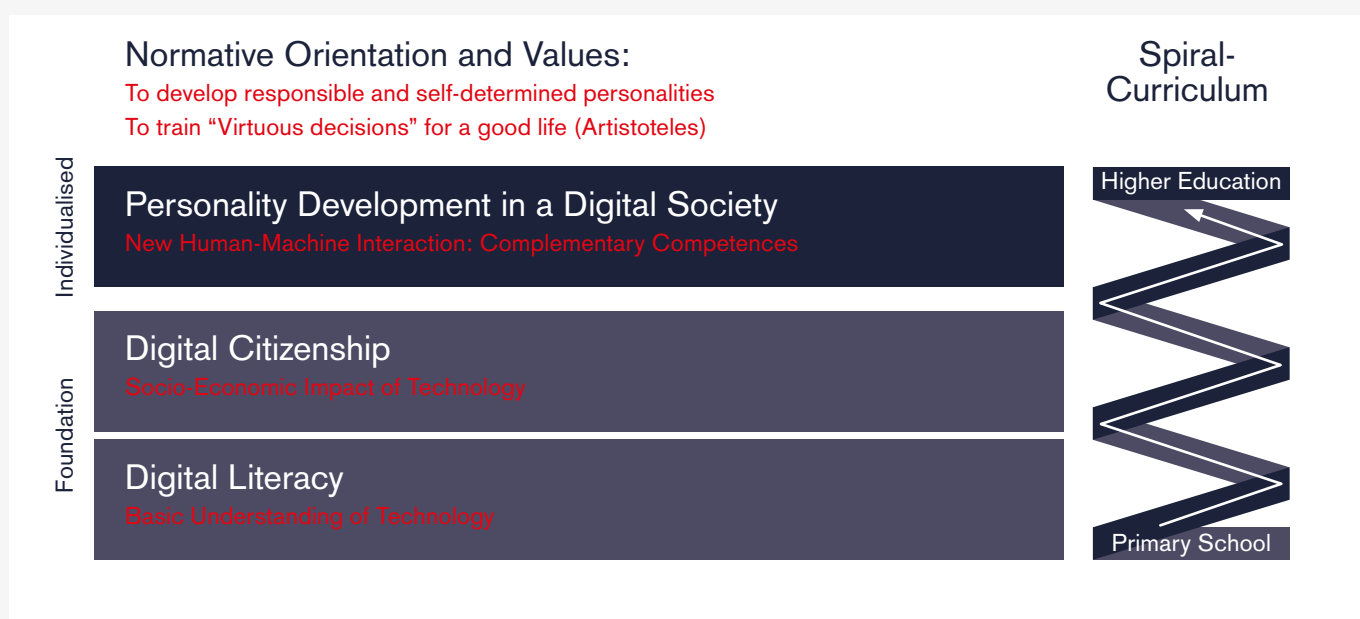 Normative Orientation and Values:
To develop responsible and self-determined personalities
To train “Virtuous decisions” for a good life (Artistoteles)
Spiral-
Curriculum
Individualised
Personality Development in a Digital Society
New Human-Machine Interaction: Complementary Competences
Higher Education
Foundation
Digital Citizenship
Socio-Economic Impact of Technology
Digital Literacy
Basic Understanding of Technology
Primary School